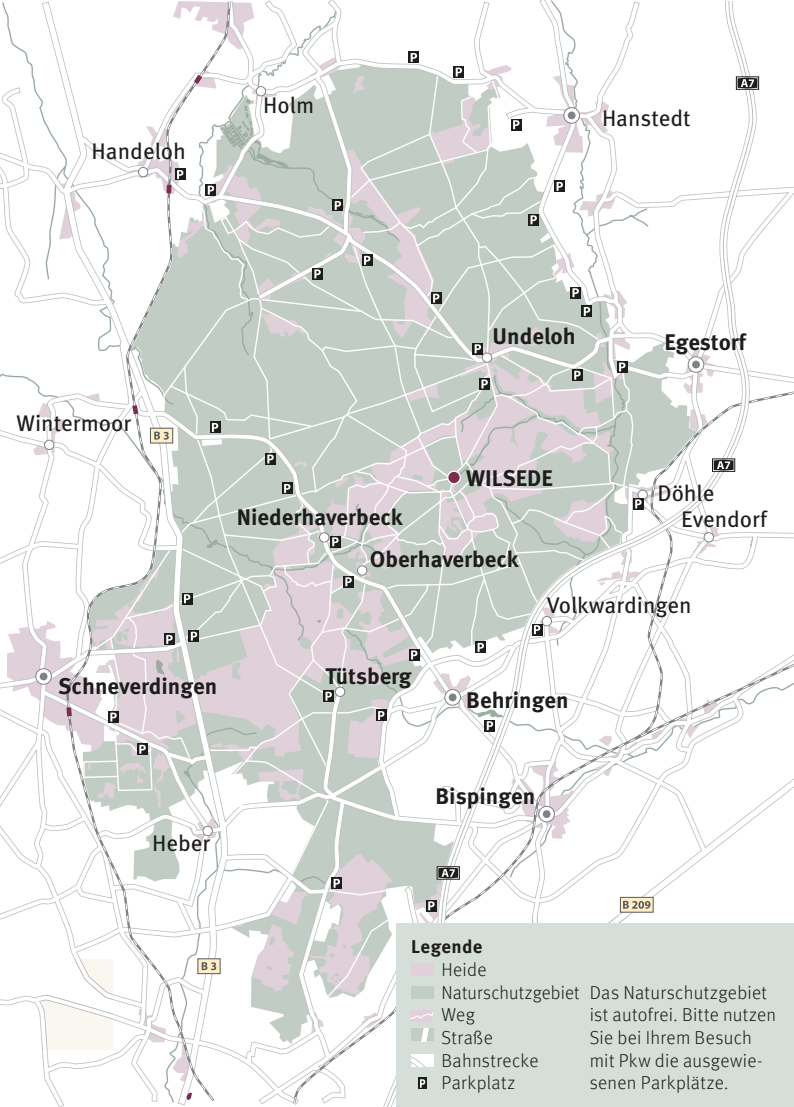 P
P
A7
Holm
Hanstedt
P
Handeloh
P
P
P
P
P
P
P
P
P
P
P
Undeloh
P
Egestorf
P
P
P
Wintermoor
B 3
P
P
A7
WILSEDE
P
Döhle
P
Niederhaverbeck
Evendorf
P
Oberhaverbeck
P
P
Volkwardingen
P
P
P
P
P
Schneverdingen
Tütsberg
P
Behringen
P
P
P
P
Bispingen
Heber
A7
P
P
B 209
B 3
Legende
Heide
Naturschutzgebiet
Weg
Straße
Bahnstrecke
P Parkplatz
Das Naturschutzgebiet
ist autofrei. Bitte nutzen
Sie bei Ihrem Besuch
mit Pkw die ausgewie-
senen Parkplätze.